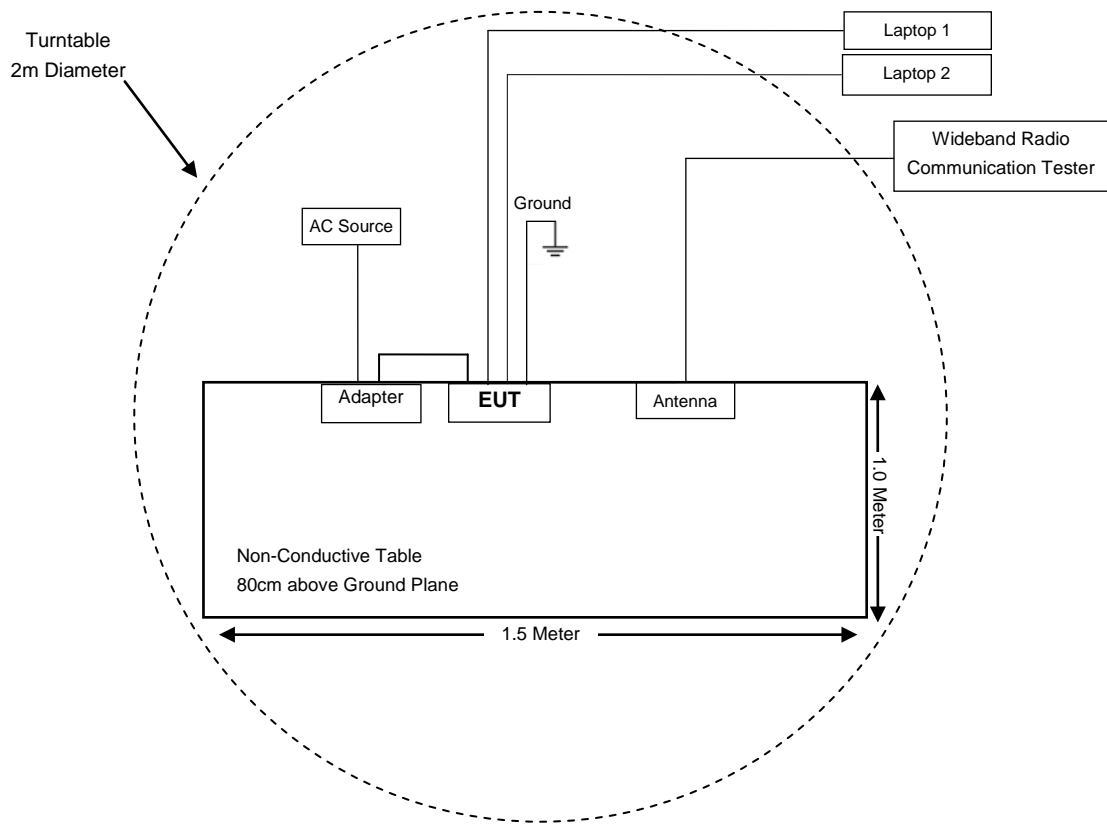 Turntable
2m Diameter
Laptop 1
Laptop 2
Wideband Radio
Communication Tester
Ground
AC Source
Adapter
EUT
Antenna
1.0 Meter
Non-Conductive Table
80cm above Ground Plane
1.5 Meter